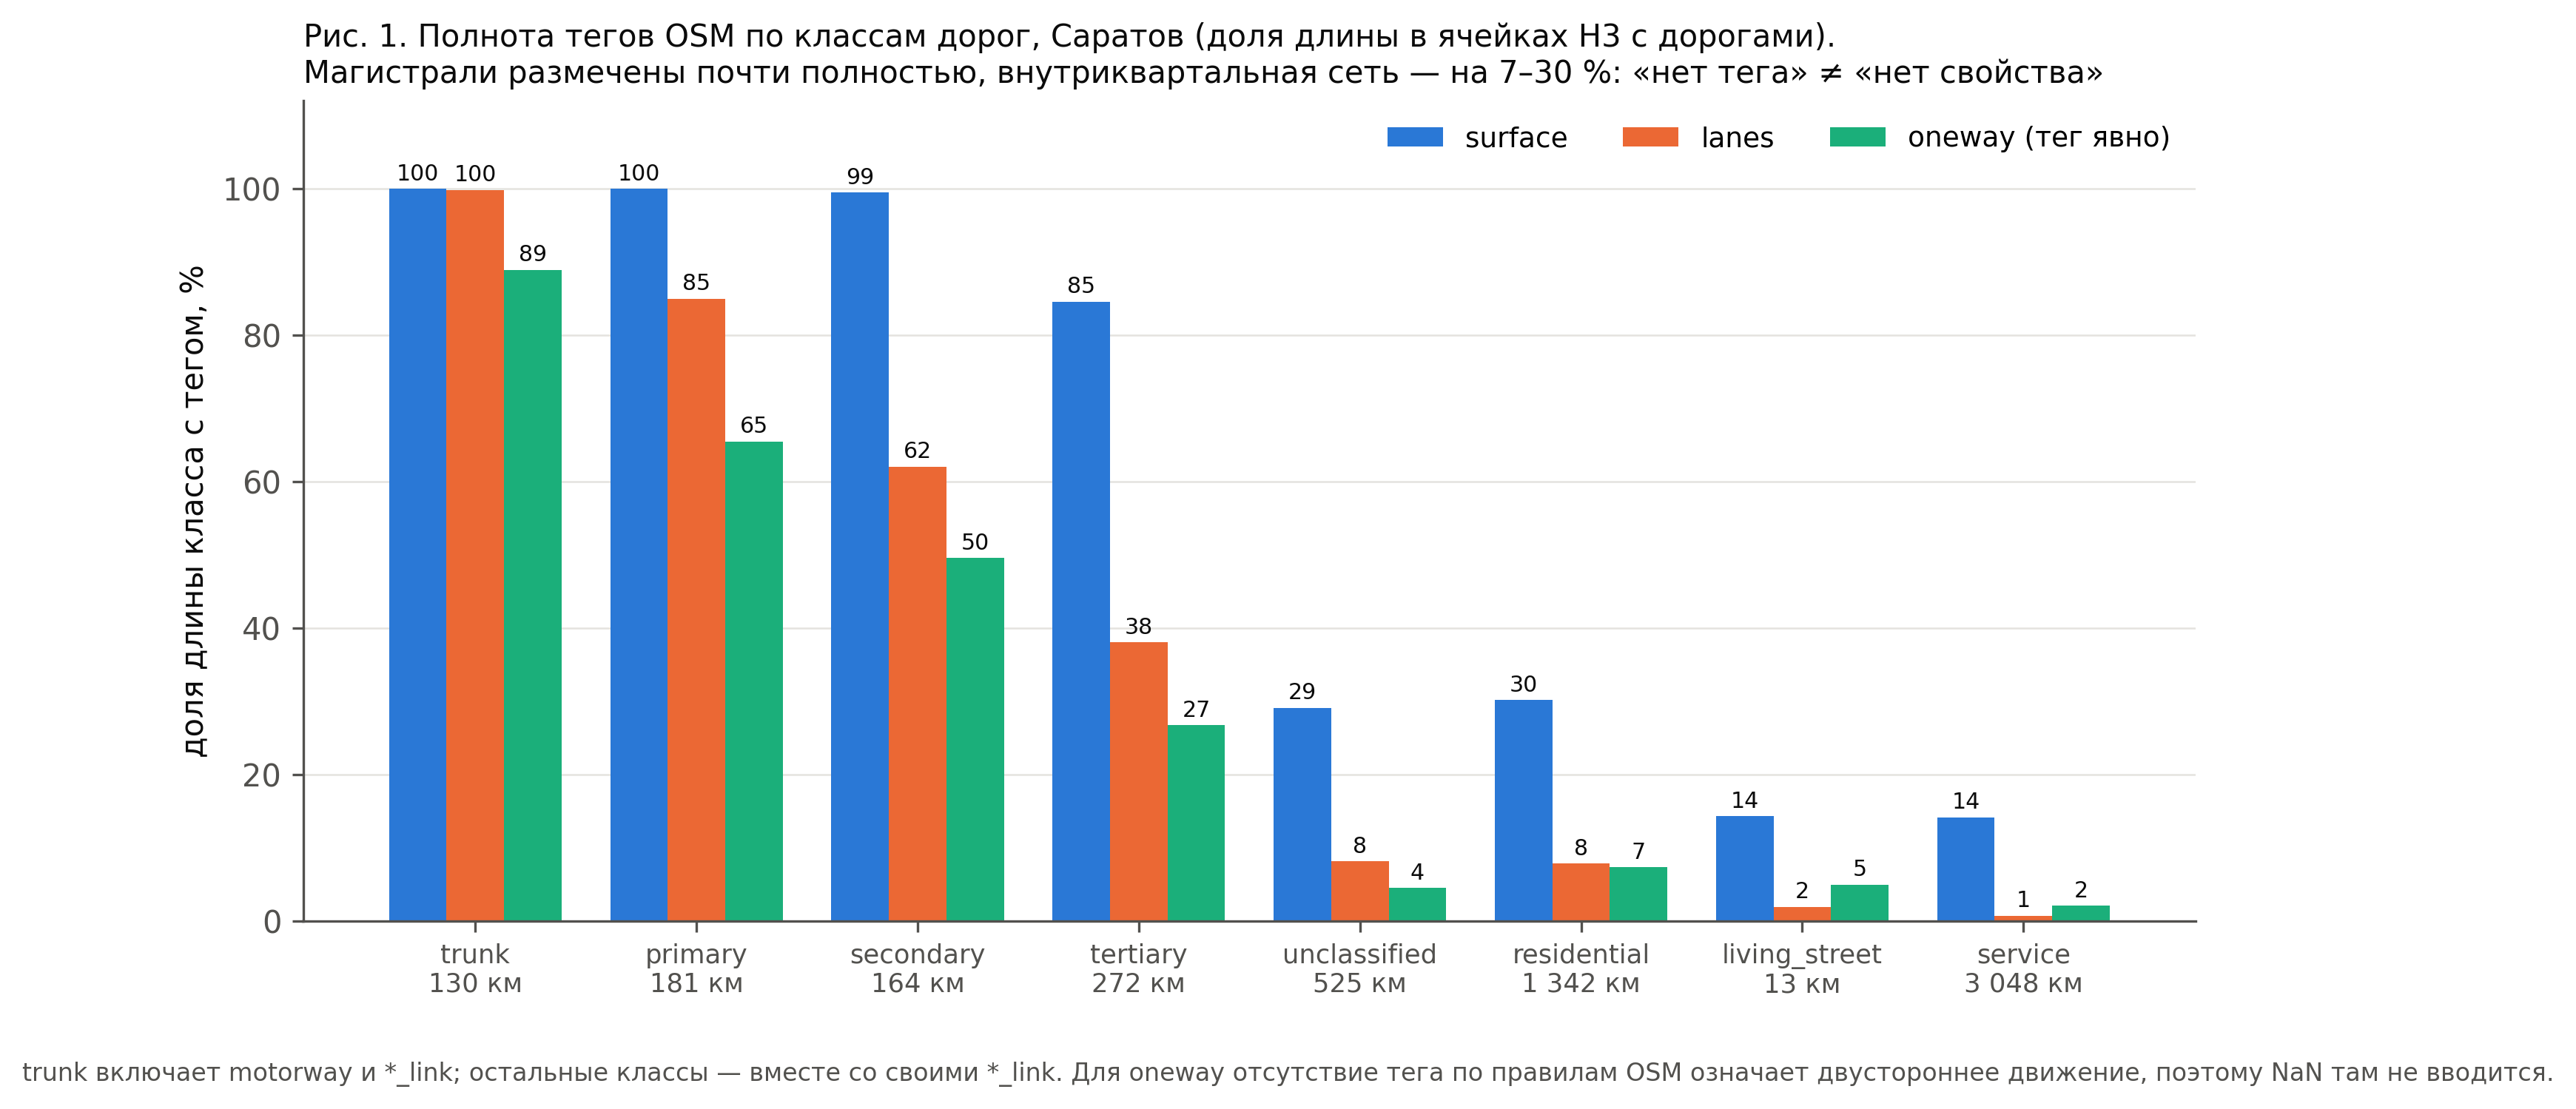 Рис. 1. Полнота тегов OSM по классам дорог, Саратов (доля длины в ячейках H3 с дорогами).
Магистрали размечены почти полностью, внутриквартальная сеть — на 7–30 %: «нет тега» ≠ «нет свойства»
surface lanes oneway (тег явно)
доля длины класса с тегом, %
100
80
60
40
20
0
100 100 89
100 85 65
99 62 50
85 38 27
29 8 4
30 8 7
14 2 5
14 1 2
trunk primary secondary tertiary unclassified residential living_street service
130 км 181 км 164 км 272 км 525 км 1 342 км 13 км 3 048 км
trunk включает motorway и *_link; остальные классы — вместе со своими *_link. Для oneway отсутствие тега по правилам OSM означает двустороннее движение, поэтому NaN там не вводится.